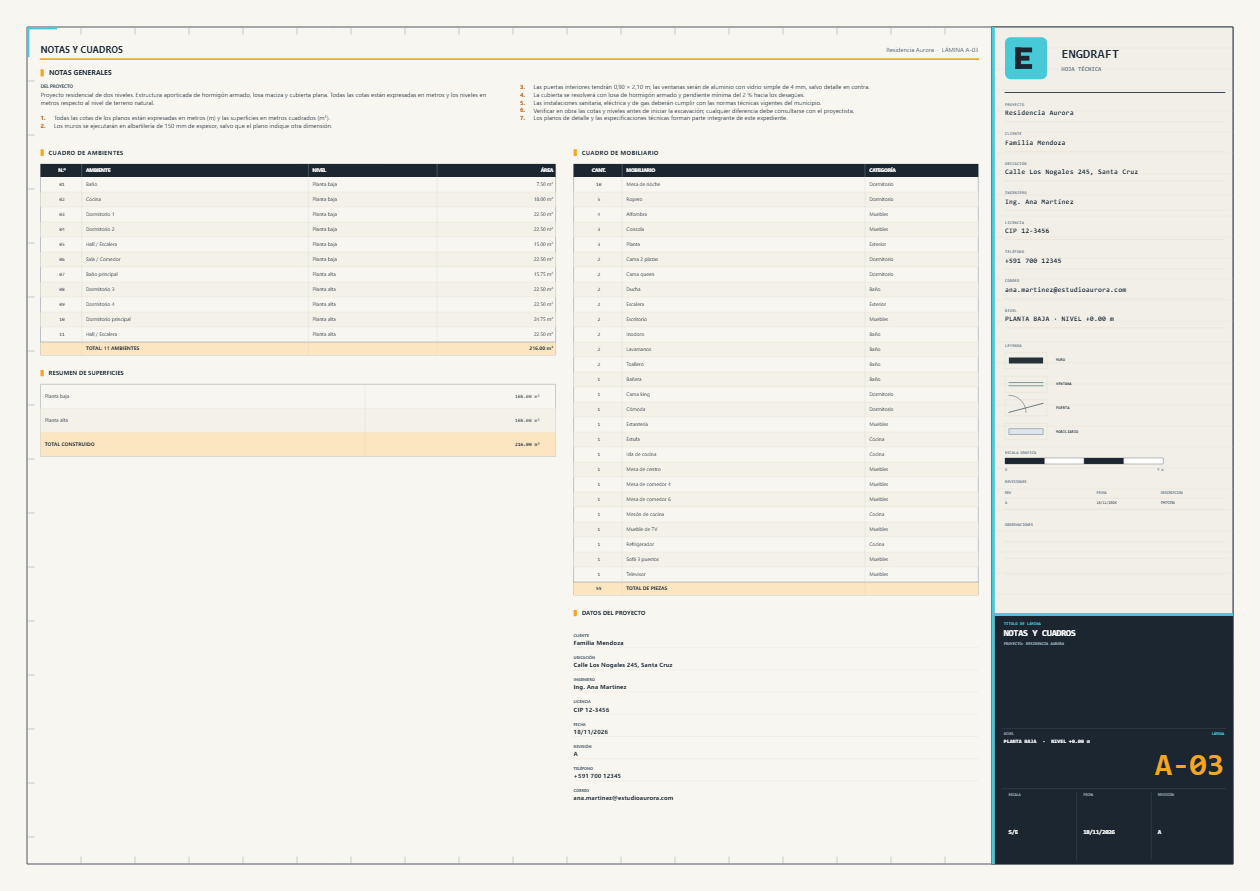 NOTAS Y CUADROS
Residencia Aurora · LÁMINA A-03
NOTAS GENERALES
DEL PROYECTO
Proyecto residencial de dos niveles. Estructura aporticada de hormigón armado, losa maciza y cubierta plana. Todas las cotas están expresadas en metros y los niveles en
metros respecto al nivel de terreno natural.
1. Todas las cotas de los planos están expresadas en metros (m) y las superficies en metros cuadrados (m²).
2. Los muros se ejecutarán en albañilería de 150 mm de espesor, salvo que el plano indique otra dimensión.
3. Las puertas interiores tendrán 0,90 × 2,10 m; las ventanas serán de aluminio con vidrio simple de 4 mm, salvo detalle en contra.
4. La cubierta se resolverá con losa de hormigón armado y pendiente mínima del 2 % hacia los desagües.
5. Las instalaciones sanitaria, eléctrica y de gas deberán cumplir con las normas técnicas vigentes del municipio.
6. Verificar en obra las cotas y niveles antes de iniciar la excavación; cualquier diferencia debe consultarse con el proyectista.
7. Los planos de detalle y las especificaciones técnicas forman parte integrante de este expediente.
CUADRO DE AMBIENTES
N.º AMBIENTE NIVEL ÁREA
01 Baño Planta baja 7.50 m²
02 Cocina Planta baja 18.00 m²
03 Dormitorio 1 Planta baja 22.50 m²
04 Dormitorio 2 Planta baja 22.50 m²
05 Hall / Escalera Planta baja 15.00 m²
06 Sala / Comedor Planta baja 22.50 m²
07 Baño principal Planta alta 15.75 m²
08 Dormitorio 3 Planta alta 22.50 m²
09 Dormitorio 4 Planta alta 22.50 m²
10 Dormitorio principal Planta alta 24.75 m²
11 Hall / Escalera Planta alta 22.50 m²
TOTAL: 11 AMBIENTES 216.00 m²
RESUMEN DE SUPERFICIES
Planta baja 108.00 m²
Planta alta 108.00 m²
TOTAL CONSTRUIDO 216.00 m²
CUADRO DE MOBILIARIO
CANT. MOBILIARIO CATEGORÍA
10 Mesa de noche Dormitorio
5 Ropero Dormitorio
4 Alfombra Muebles
3 Consola Muebles
3 Planta Exterior
2 Cama 2 plazas Dormitorio
2 Cama queen Dormitorio
2 Ducha Baño
2 Escalera Exterior
2 Escritorio Muebles
2 Inodoro Baño
2 Lavamanos Baño
2 Toallero Baño
1 Bañera Baño
1 Cama king Dormitorio
1 Cómoda Dormitorio
1 Estantería Muebles
1 Estufa Cocina
1 Isla de cocina Cocina
1 Mesa de centro Muebles
1 Mesa de comedor 4 Muebles
1 Mesa de comedor 6 Muebles
1 Mesón de cocina Cocina
1 Mueble de TV Muebles
1 Refrigerador Cocina
1 Sofá 3 puestos Muebles
1 Televisor Muebles
55 TOTAL DE PIEZAS
DATOS DEL PROYECTO
CLIENTE
Familia Mendoza
UBICACIÓN
Calle Los Nogales 245, Santa Cruz
INGENIERO
Ing. Ana Martínez
LICENCIA
CIP 12-3456
FECHA
18/11/2026
REVISIÓN
A
TELÉFONO
+591 700 12345
CORREO
ana.martinez@estudioaurora.com
E
ENGDRAFT
HOJA TÉCNICA
PROYECTO
Residencia Aurora
CLIENTE
Familia Mendoza
UBICACIÓN
Calle Los Nogales 245, Santa Cruz
INGENIERO
Ing. Ana Martínez
LICENCIA
CIP 12-3456
TELÉFONO
+591 700 12345
CORREO
ana.martinez@estudioaurora.com
NIVEL
PLANTA BAJA · NIVEL +0.00 m
LEYENDA
MURO
VENTANA
PUERTA
MOBILIARIO
ESCALA GRÁFICA
REVISIONES
REV FECHA DESCRIPCIÓN
A 18/11/2026
OBSERVACIONES
TÍTULO DE LÁMINA
NOTAS Y CUADROS
PROYECTO: RESIDENCIA AURORA
NIVEL LÁMINA
PLANTA BAJA · NIVEL +0.00 m
A-03
ESCALA FECHA REVISIÓN
S/E 18/11/2026 A